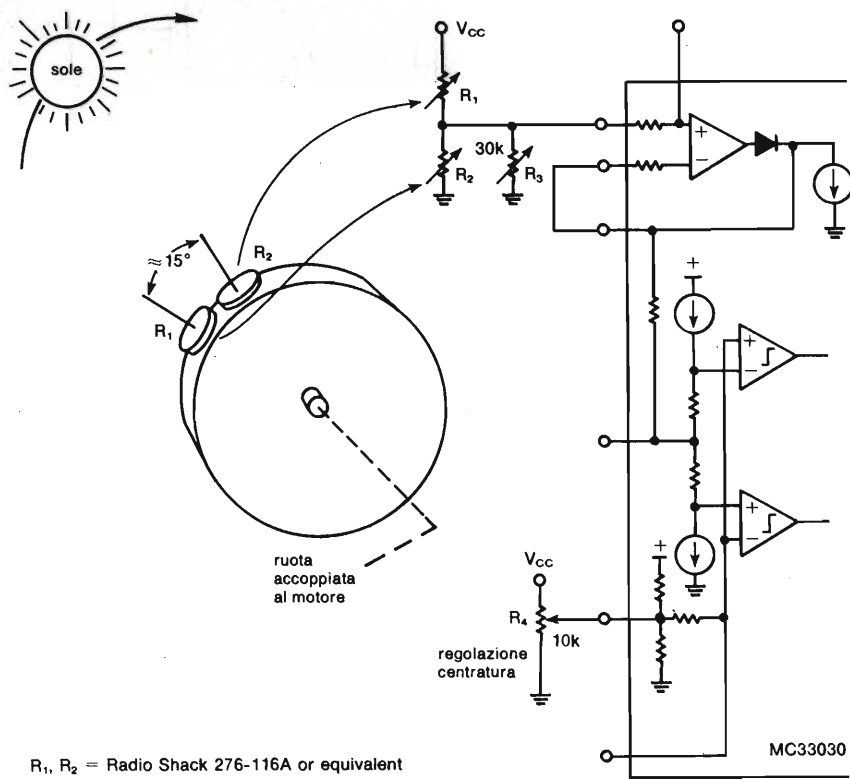 sole
V_CC
R₁
R₂
30k
R₃
+
−
≈ 15°
R₂
R₁
+
+
−
+
−
+
ruota
accoppiata
al motore
V_CC
R₄
10k
regolazione
centratura
MC33030
R₁, R₂ = Radio Shack 276-116A or equivalent